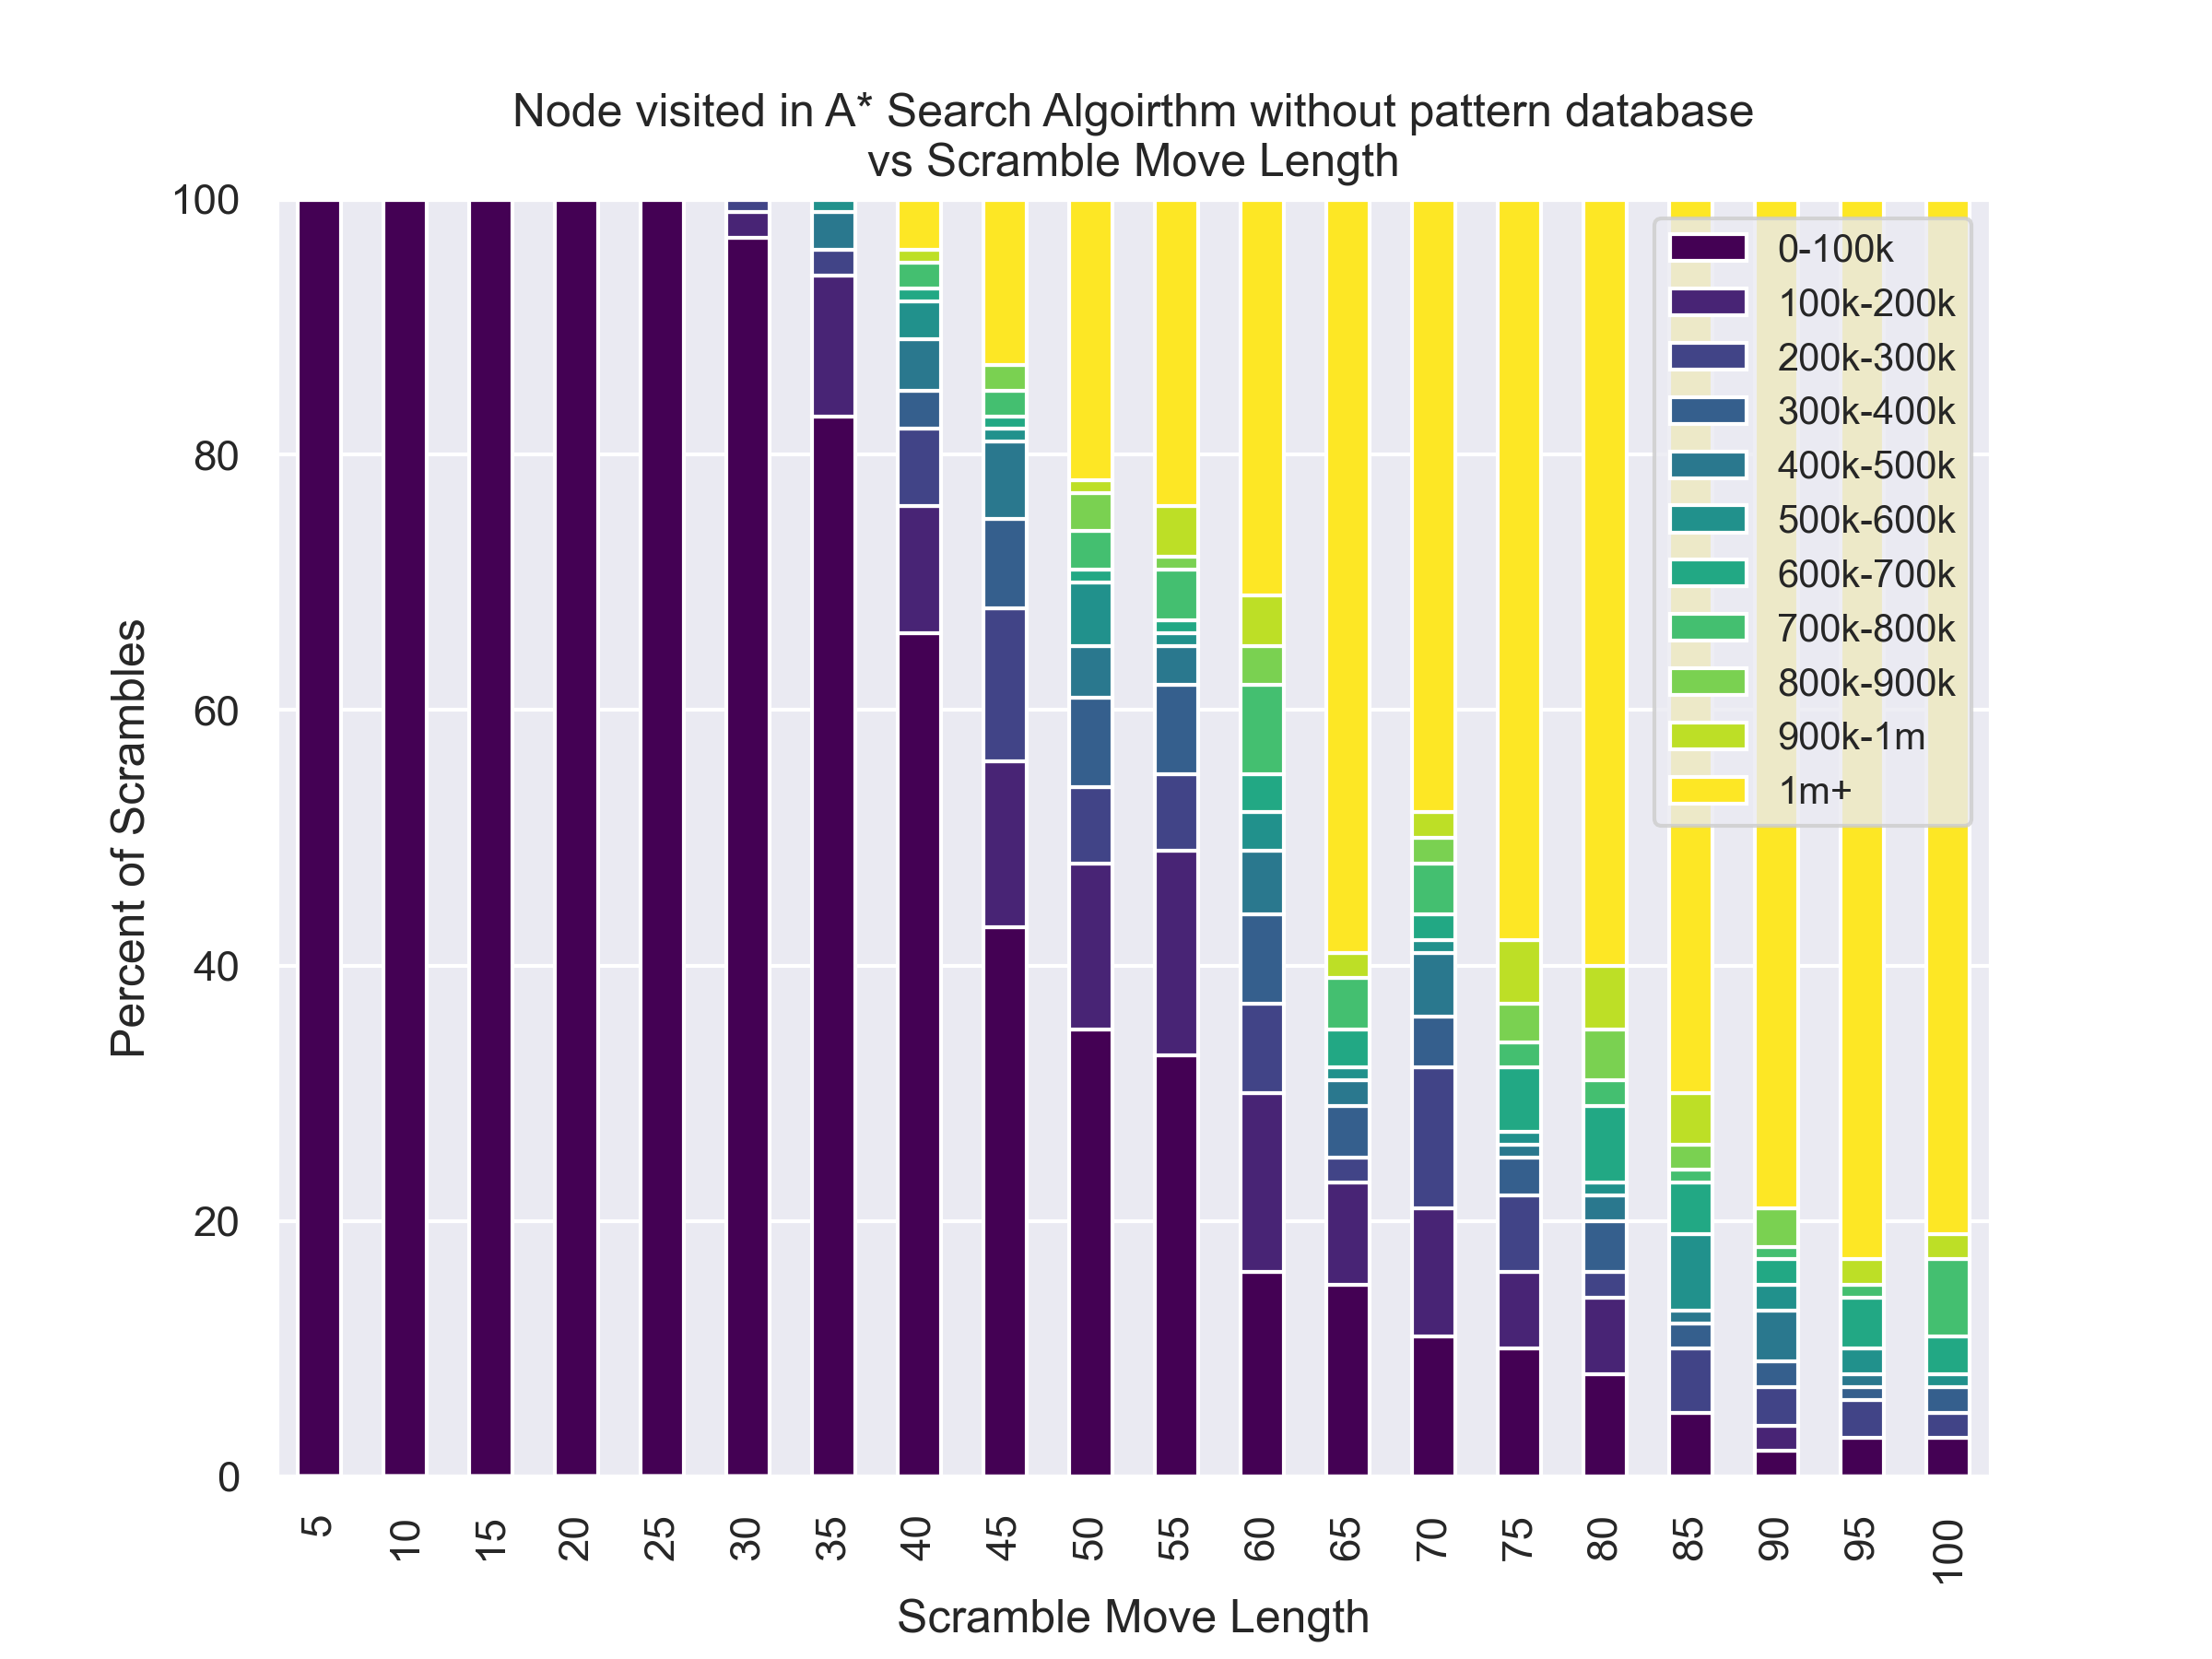 Node visited in A* Search Algoirthm without pattern database
vs Scramble Move Length
100
80
60
40
20
0
Percent of Scrambles
0-100k
100k-200k
200k-300k
300k-400k
400k-500k
500k-600k
600k-700k
700k-800k
800k-900k
900k-1m
1m+
5 10 15 20 25 30 35 40 45 50 55 60 65 70 75 80 85 90 95 100
Scramble Move Length